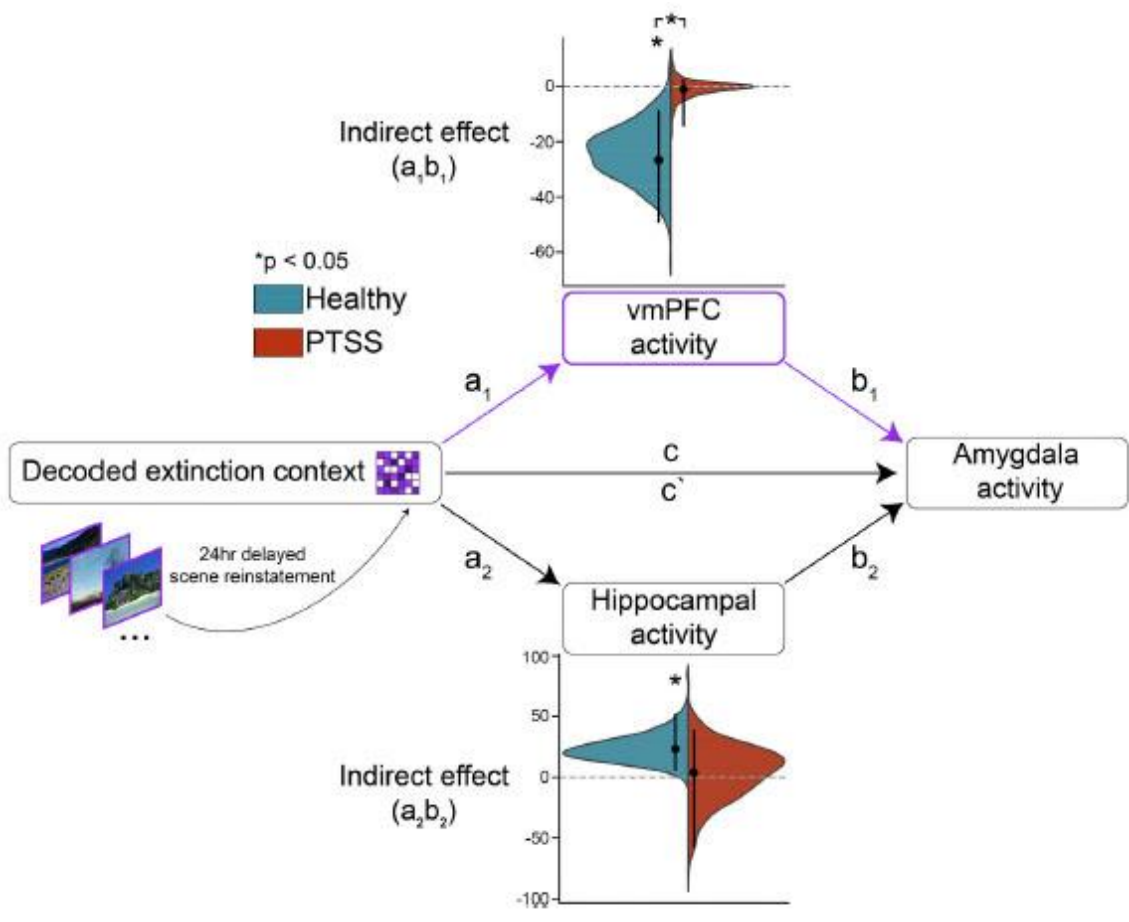 *
*
0
-20
-40
-60
Indirect effect
(a₁b₁)
*p < 0.05
Healthy
PTSS
vmPFC
activity
a₁
b₁
Decoded extinction context
c
c`
Amygdala
activity
24hr delayed
scene reinstatement
...
a₂
b₂
Hippocampal
activity
100
50
0
-50
-100
*
Indirect effect
(a₂b₂)